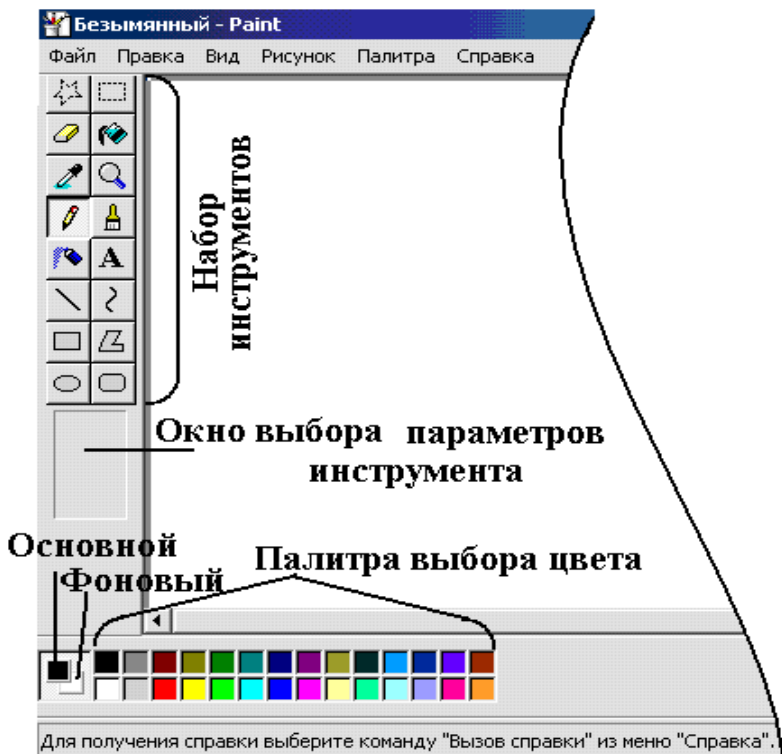 Безымянный - Paint
Файл Правка Вид Рисунок Палитра Справка
Набор
инструментов
A
Окно выбора параметров
инструмента
Основной
Фоновый
Палитра выбора цвета
Для получения справки выберите команду "Вызов справки" из меню "Справка".